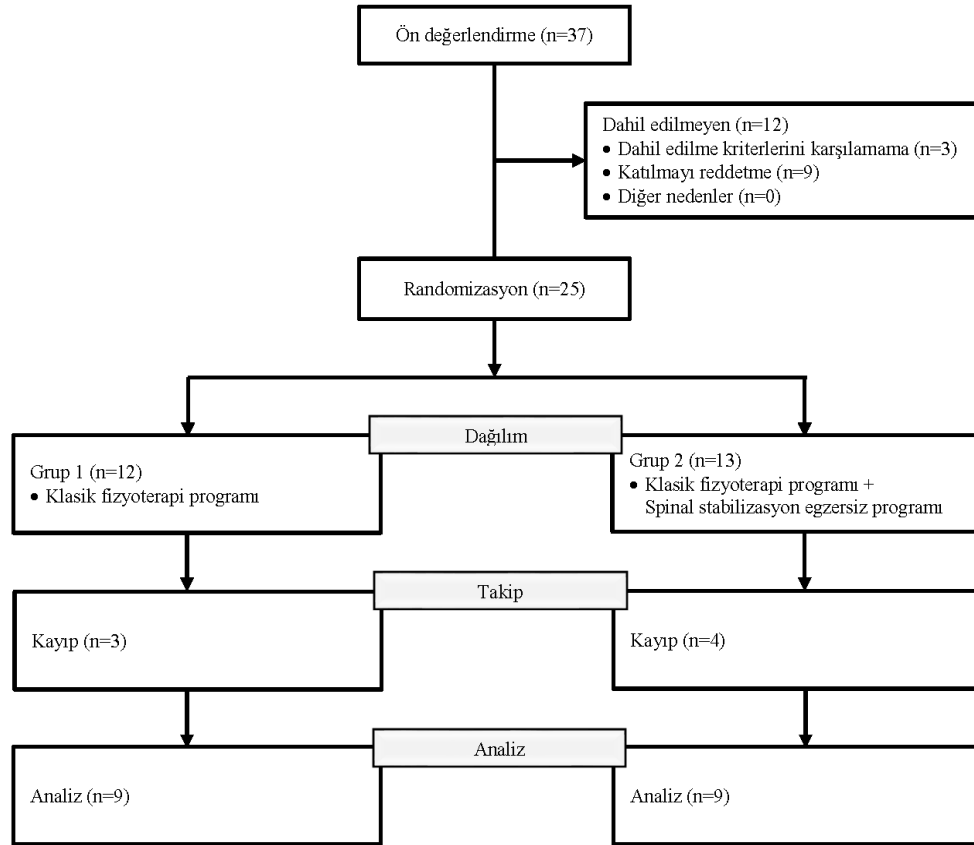 Ön değerlendirme (n=37)
Dahil edilmeyen (n=12)
• Dahil edilme kriterlerini karşılamama (n=3)
• Katılmayı reddetme (n=9)
• Diğer nedenler (n=0)
Randomizasyon (n=25)
Dağılım
Grup 1 (n=12)
• Klasik fizyoterapi programı
Grup 2 (n=13)
• Klasik fizyoterapi programı +
Spinal stabilizasyon egzersiz programı
Takip
Kayıp (n=3)
Kayıp (n=4)
Analiz
Analiz (n=9)
Analiz (n=9)